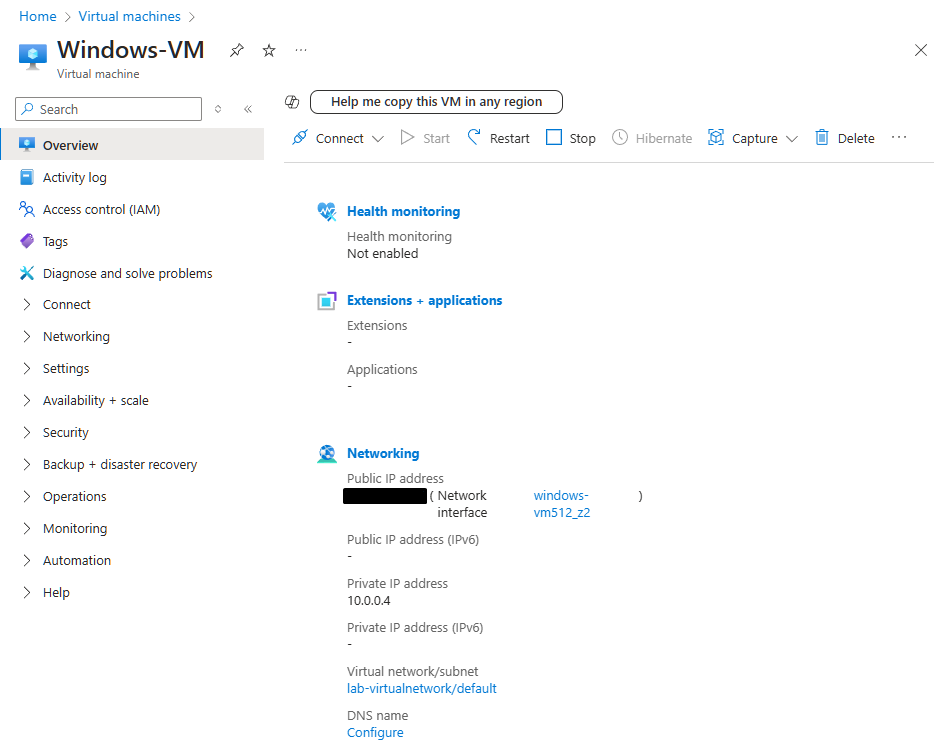 Home > Virtual machines >
Windows-VM
Virtual machine
Search
Overview
Activity log
Access control (IAM)
Tags
Diagnose and solve problems
Connect
Networking
Settings
Availability + scale
Security
Backup + disaster recovery
Operations
Monitoring
Automation
Help
Help me copy this VM in any region
Connect Start Restart Stop Hibernate Capture Delete ...
Health monitoring
Health monitoring
Not enabled
Extensions + applications
Extensions
-
Applications
-
Networking
Public IP address
( Network windows- )
interface vm512_z2
Public IP address (IPv6)
-
Private IP address
10.0.0.4
Private IP address (IPv6)
-
Virtual network/subnet
lab-virtualnetwork/default
DNS name
Configure